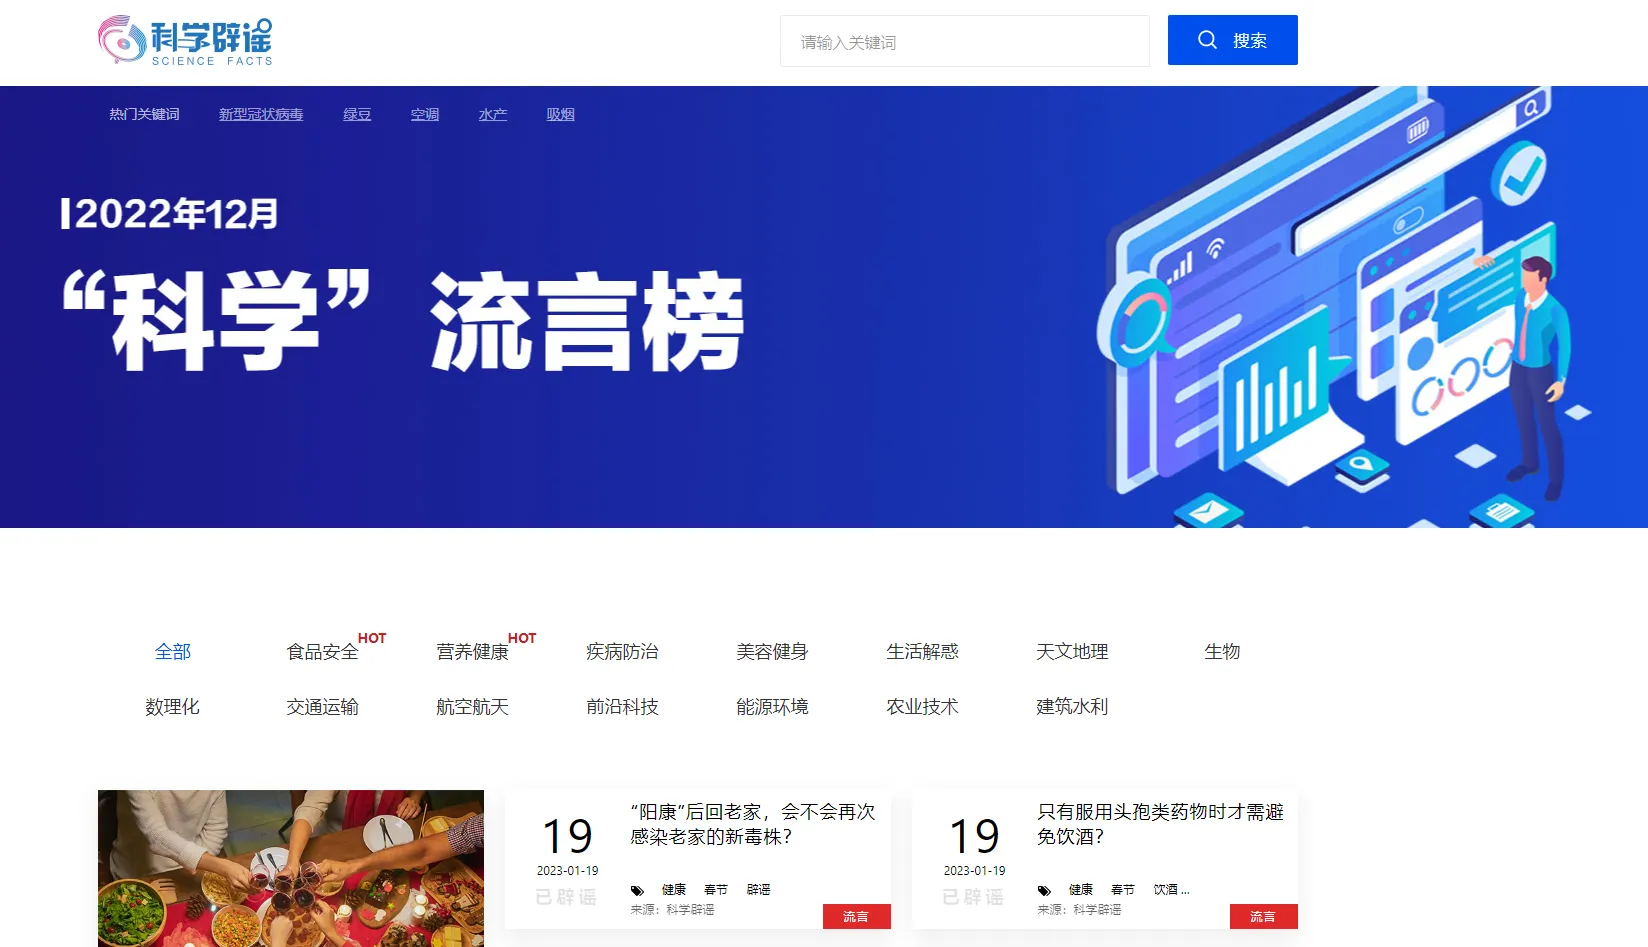 科学辟谣
SCIENCE FACTS
请输入关键词
搜索
热门关键词 新型冠状病毒 绿豆 空调 水产 吸烟
2022年12月
“科学” 流言榜
全部 食品安全HOT 营养健康HOT 疾病防治 美容健身 生活解惑 天文地理 生物
数理化 交通运输 航空航天 前沿科技 能源环境 农业技术 建筑水利
19
2023-01-19
已辟谣
“阳康”后回老家，会不会再次
感染老家的新毒株？
健康 春节 辟谣
来源：科学辟谣
流言
19
2023-01-19
已辟谣
只有服用头孢类药物时才需避
免饮酒？
健康 春节 饮酒 ...
来源：科学辟谣
流言